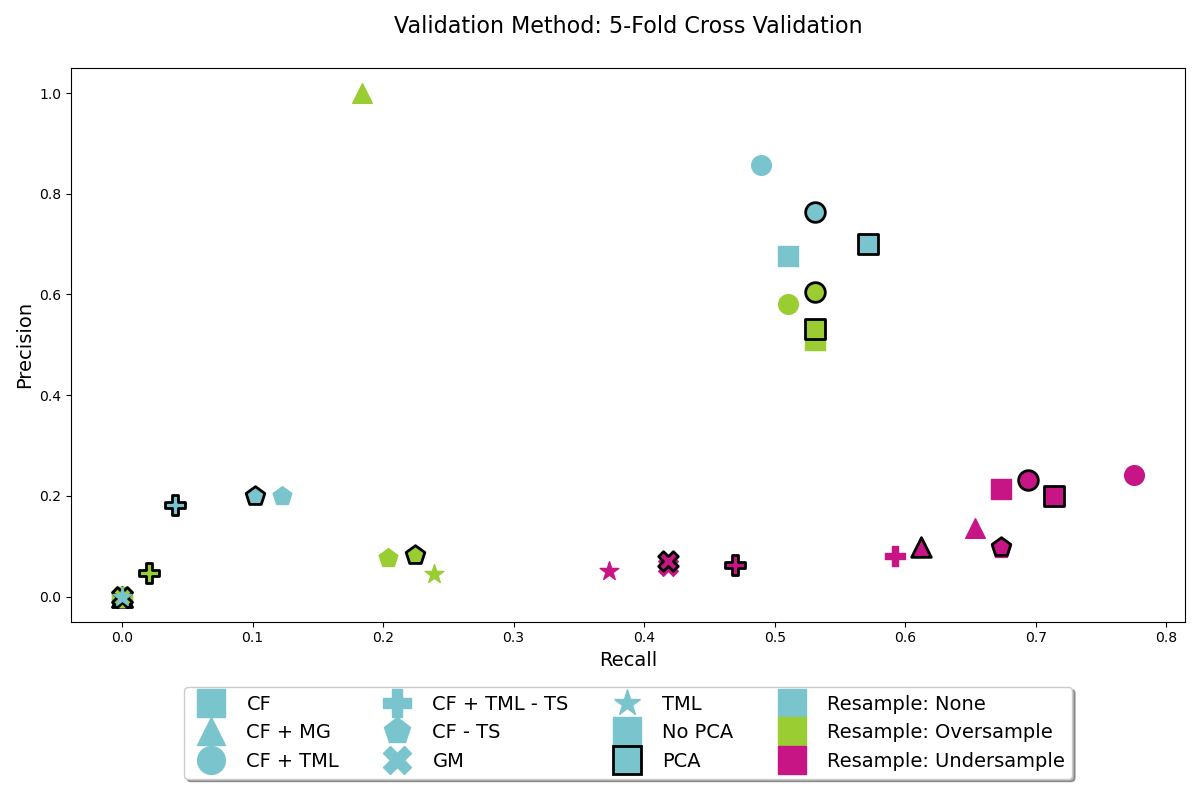 Validation Method: 5-Fold Cross Validation
1.0
0.8
0.6
0.4
0.2
0.0
Precision
0.0 0.1 0.2 0.3 0.4 0.5 0.6 0.7 0.8
Recall
CF CF + TML - TS TML Resample: None
CF + MG CF - TS No PCA Resample: Oversample
CF + TML GM PCA Resample: Undersample